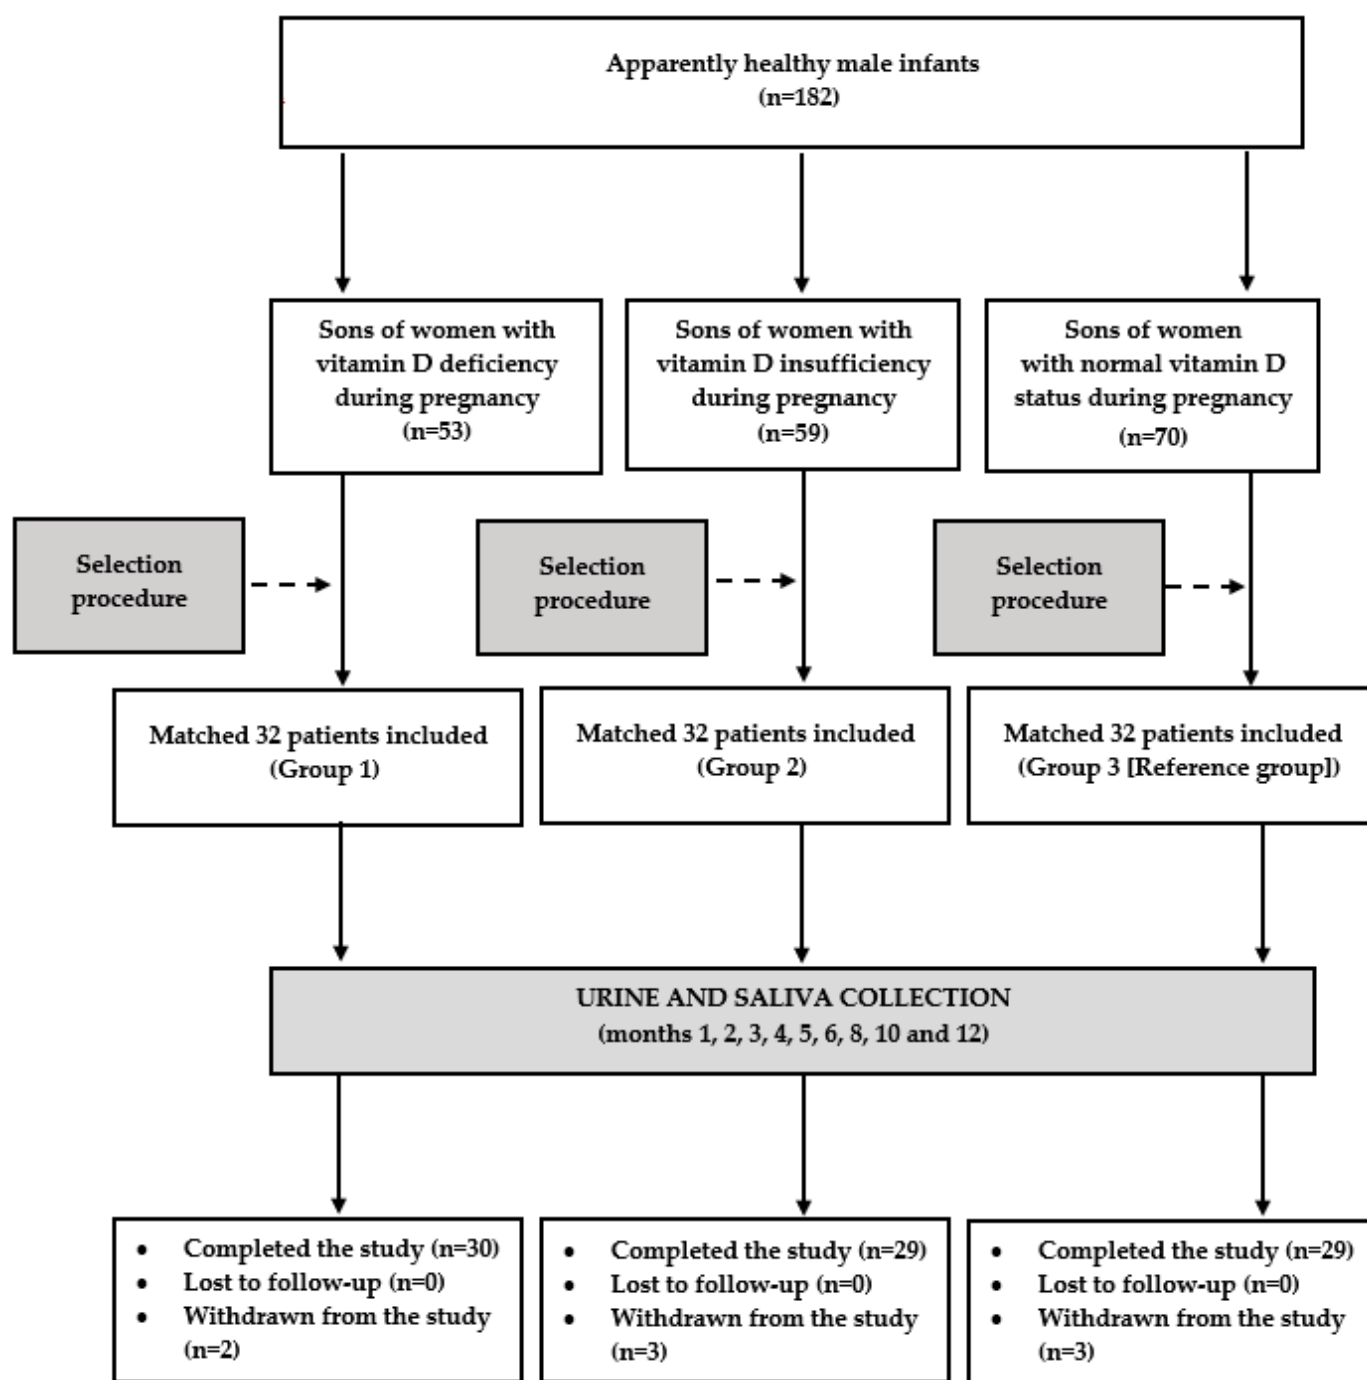 Apparently healthy male infants
(n=182)
Sons of women with
vitamin D deficiency
during pregnancy
(n=53)
Sons of women with
vitamin D insufficiency
during pregnancy
(n=59)
Sons of women
with normal vitamin D
status during pregnancy
(n=70)
Selection
procedure
Selection
procedure
Selection
procedure
Matched 32 patients included
(Group 1)
Matched 32 patients included
(Group 2)
Matched 32 patients included
(Group 3 [Reference group])
URINE AND SALIVA COLLECTION
(months 1, 2, 3, 4, 5, 6, 8, 10 and 12)
• Completed the study (n=30)
• Lost to follow-up (n=0)
• Withdrawn from the study
(n=2)
• Completed the study (n=29)
• Lost to follow-up (n=0)
• Withdrawn from the study
(n=3)
• Completed the study (n=29)
• Lost to follow-up (n=0)
• Withdrawn from the study
(n=3)